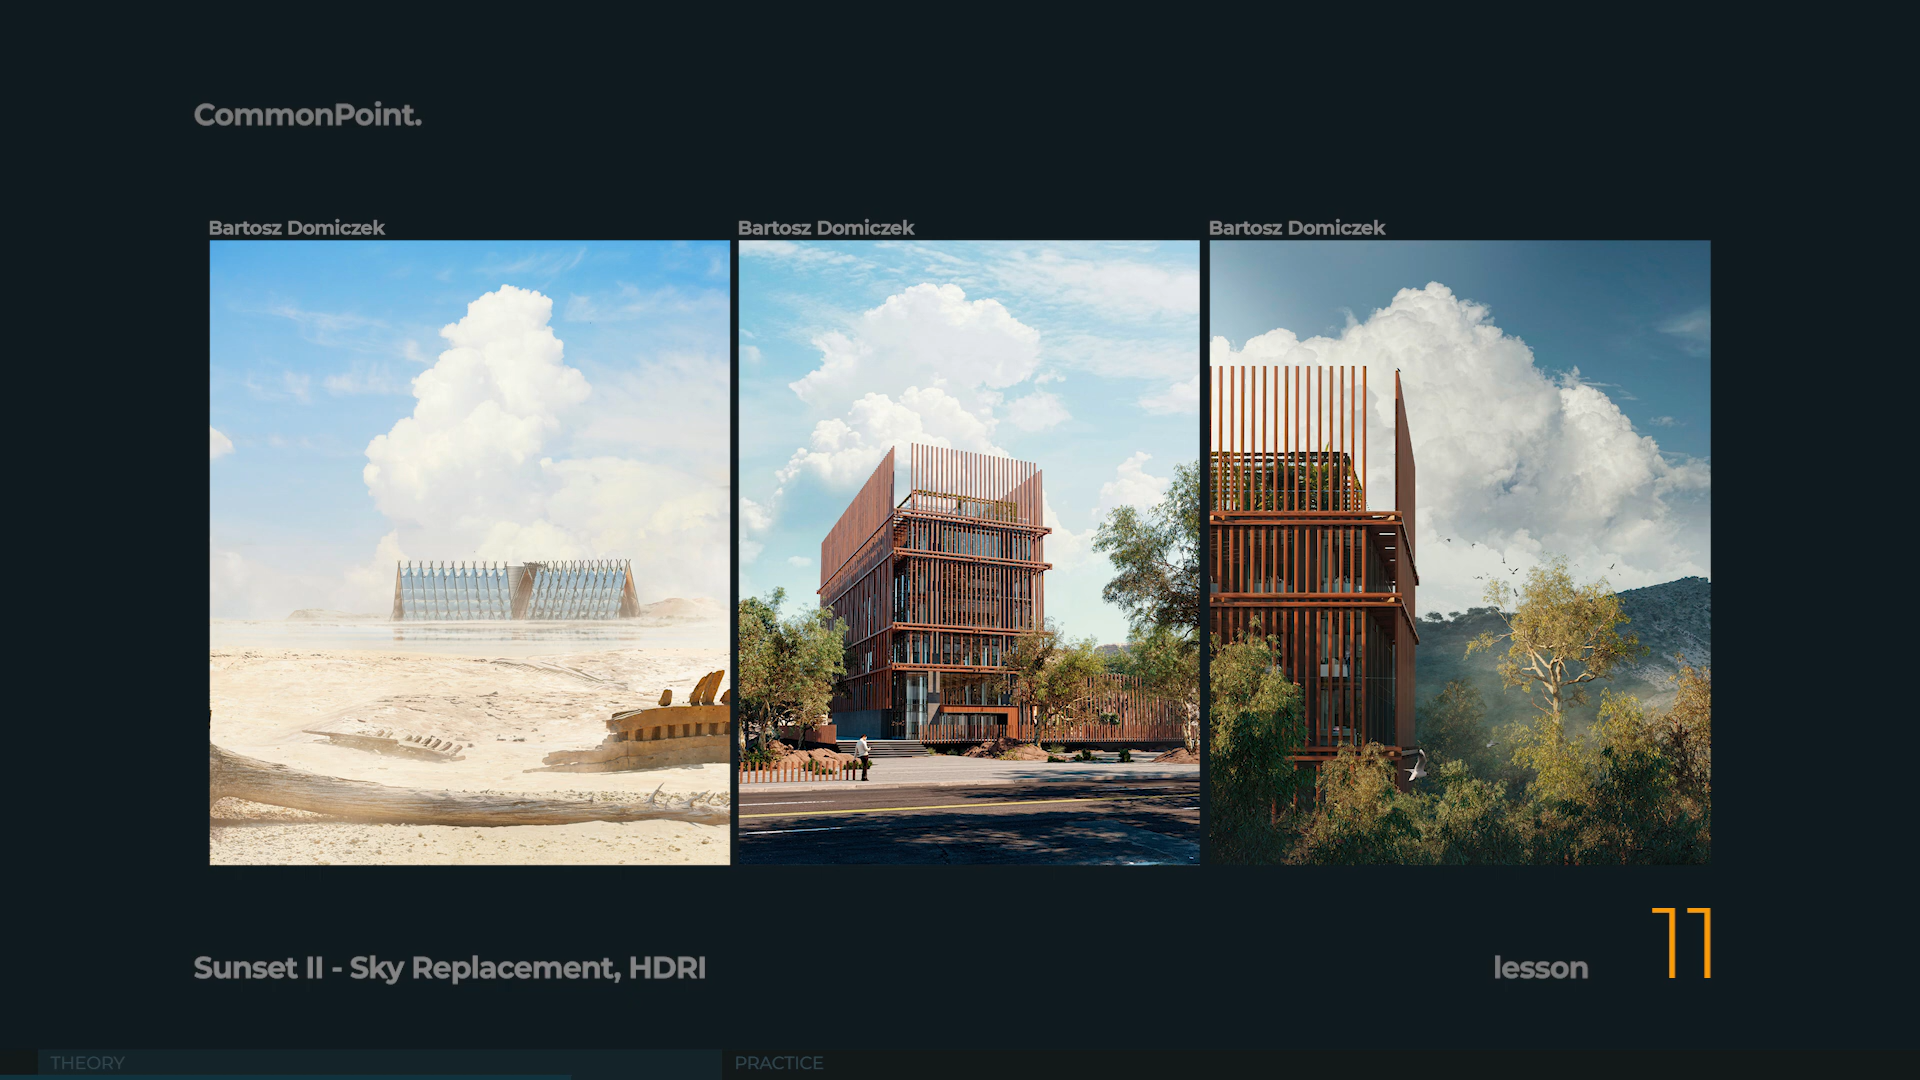 CommonPoint.
Bartosz Domiczek
Bartosz Domiczek
Bartosz Domiczek
Sunset II - Sky Replacement, HDRI
lesson 11
THEORY
PRACTICE